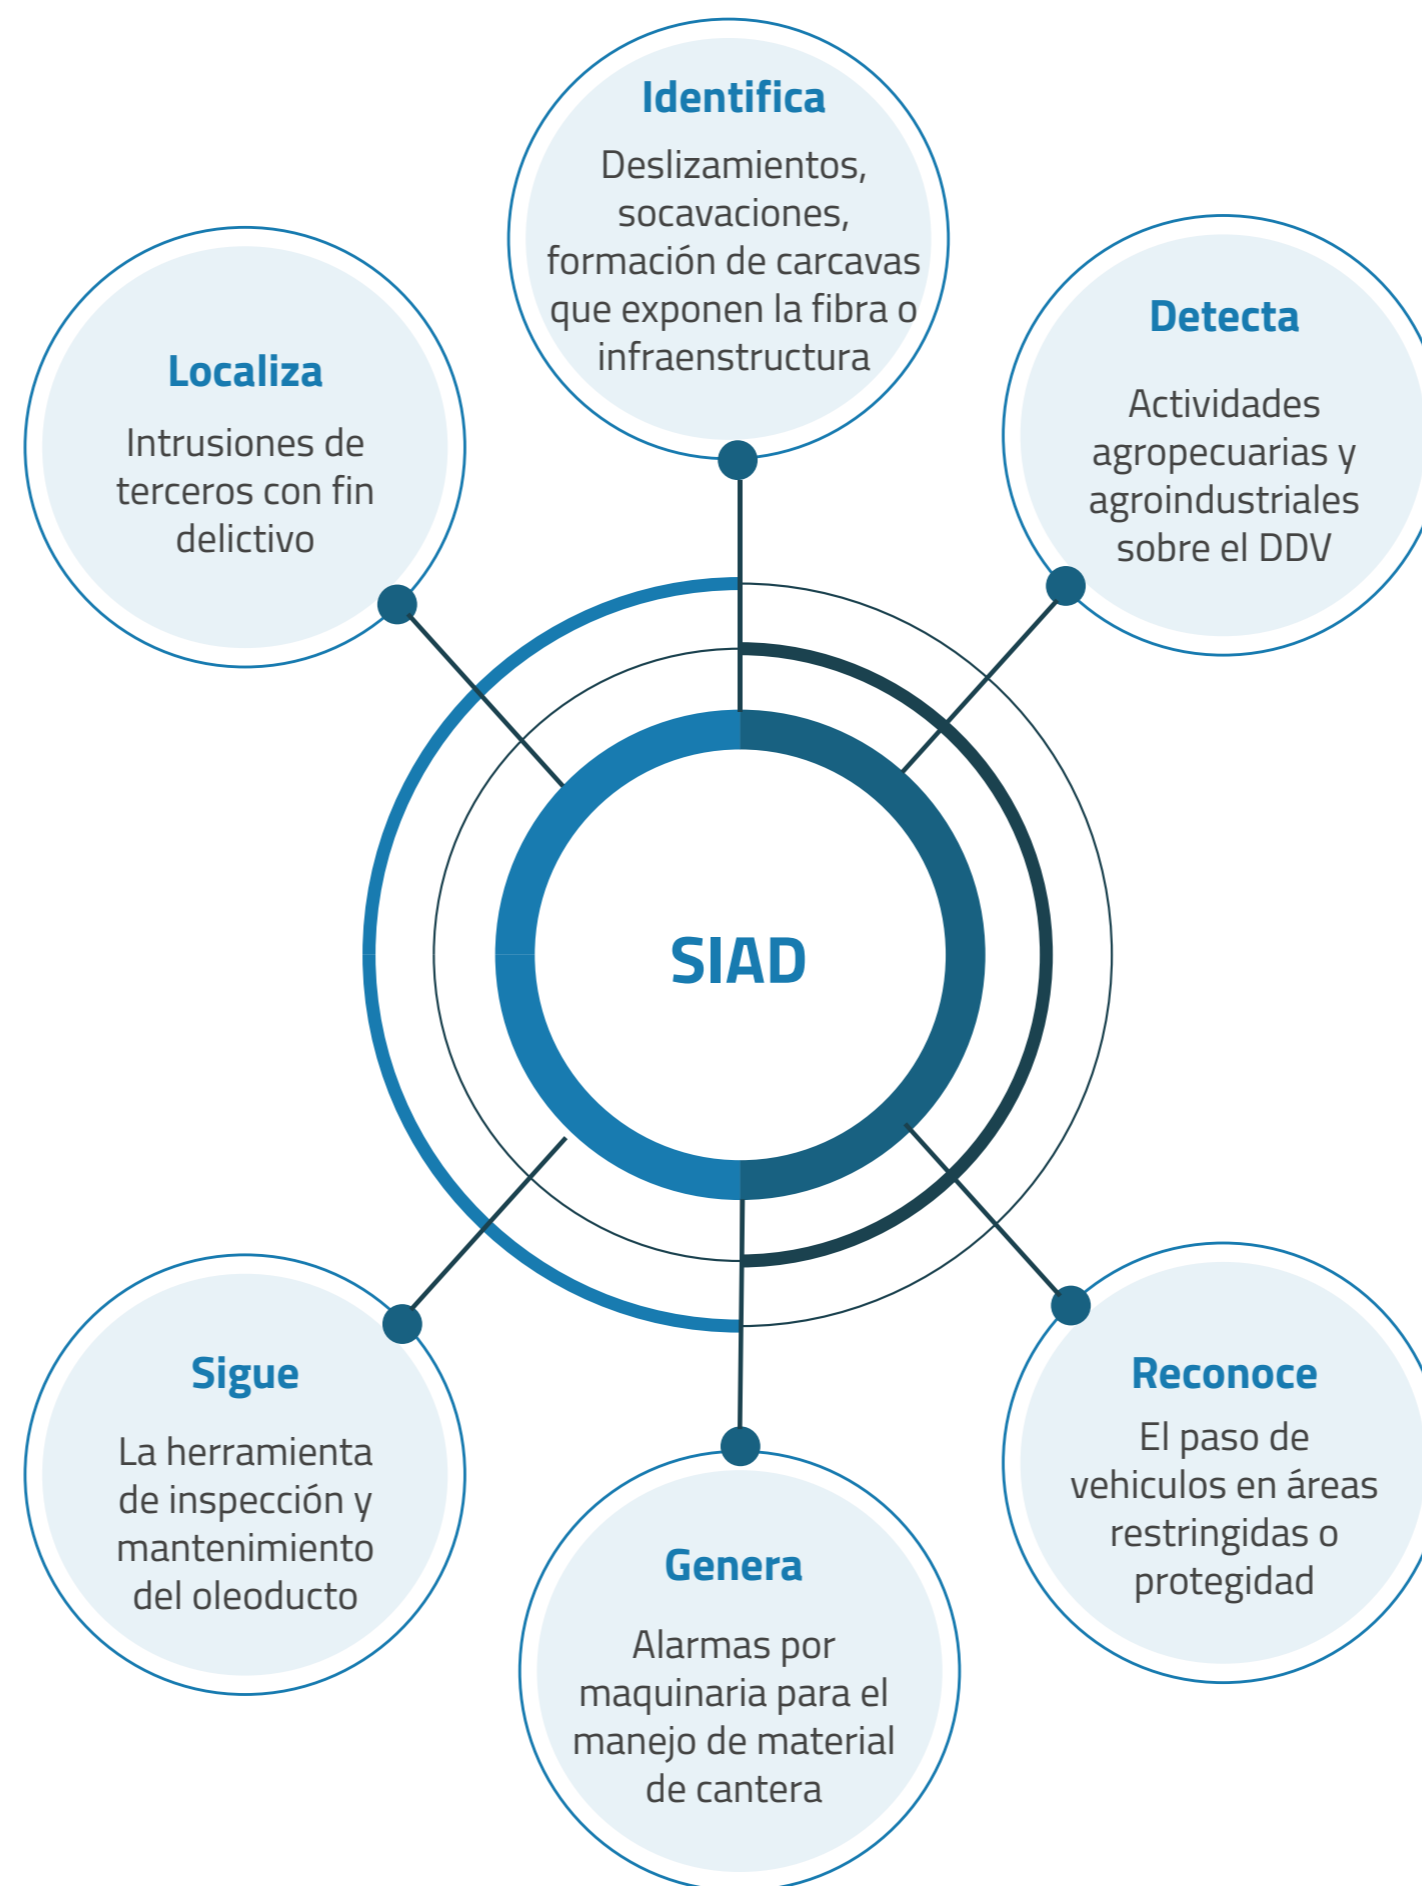 Identifica
Deslizamientos,
socavaciones,
formación de carcavas
que exponen la fibra o
infraenstructura
Detecta
Actividades
agropecuarias y
agroindustriales
sobre el DDV
Localiza
Intrusiones de
terceros con fin
delictivo
SIAD
Sigue
La herramienta
de inspección y
mantenimiento
del oleoducto
Reconoce
El paso de
vehiculos en áreas
restringidas o
protegidad
Genera
Alarmas por
maquinaria para el
manejo de material
de cantera